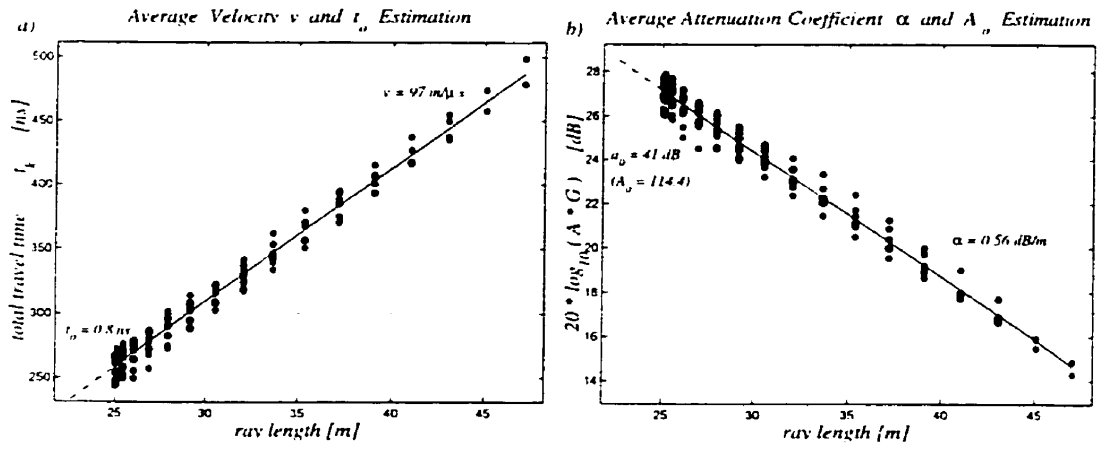 a)
Average Velocity v and t_o Estimation
total travel time t_k [ns]
500
450
400
350
300
250
v = 97 m/μs
t_o = 0.8 ns
25 30 35 40 45
ray length [m]
b)
Average Attenuation Coefficient α and A_o Estimation
20 * log_10 (A * G) [dB]
28
26
24
22
20
18
16
14
a_o = 41 dB
(A_o = 114.4)
α = 0.56 dB/m
25 30 35 40 45
ray length [m]